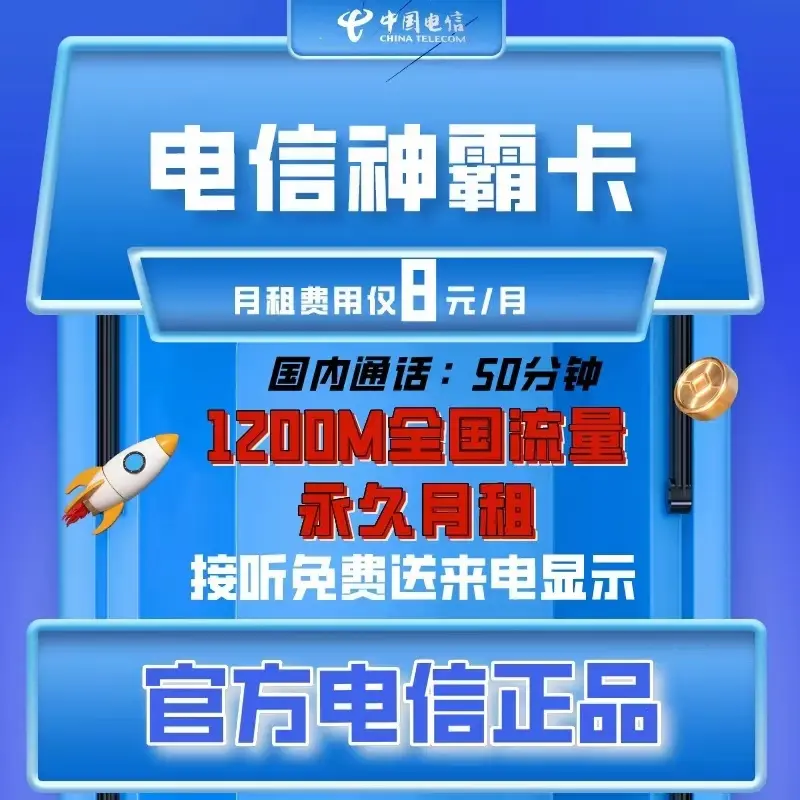 中国电信
CHINA TELECOM
电信神霸卡
月租费用仅8元/月
国内通话：50分钟
1200M全国流量
永久月租
接听免费送来电显示
官方电信正品